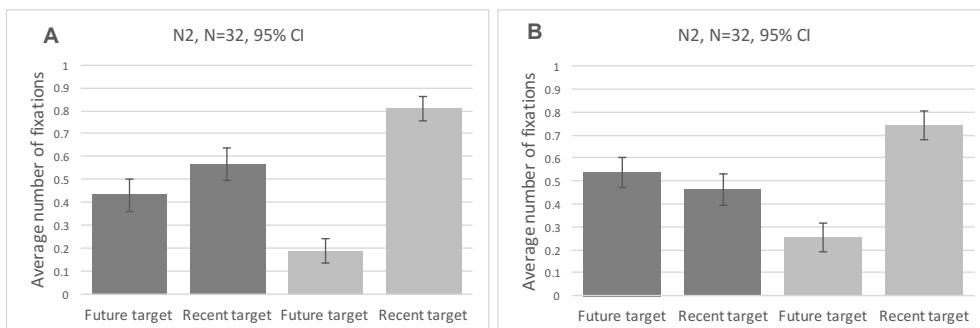 A
N2, N=32, 95% CI
Average number of fixations
1
0.9
0.8
0.7
0.6
0.5
0.4
0.3
0.2
0.1
0
Future target Recent target Future target Recent target
B
N2, N=32, 95% CI
Average number of fixations
1
0.9
0.8
0.7
0.6
0.5
0.4
0.3
0.2
0.1
0
Future target Recent target Future target Recent target